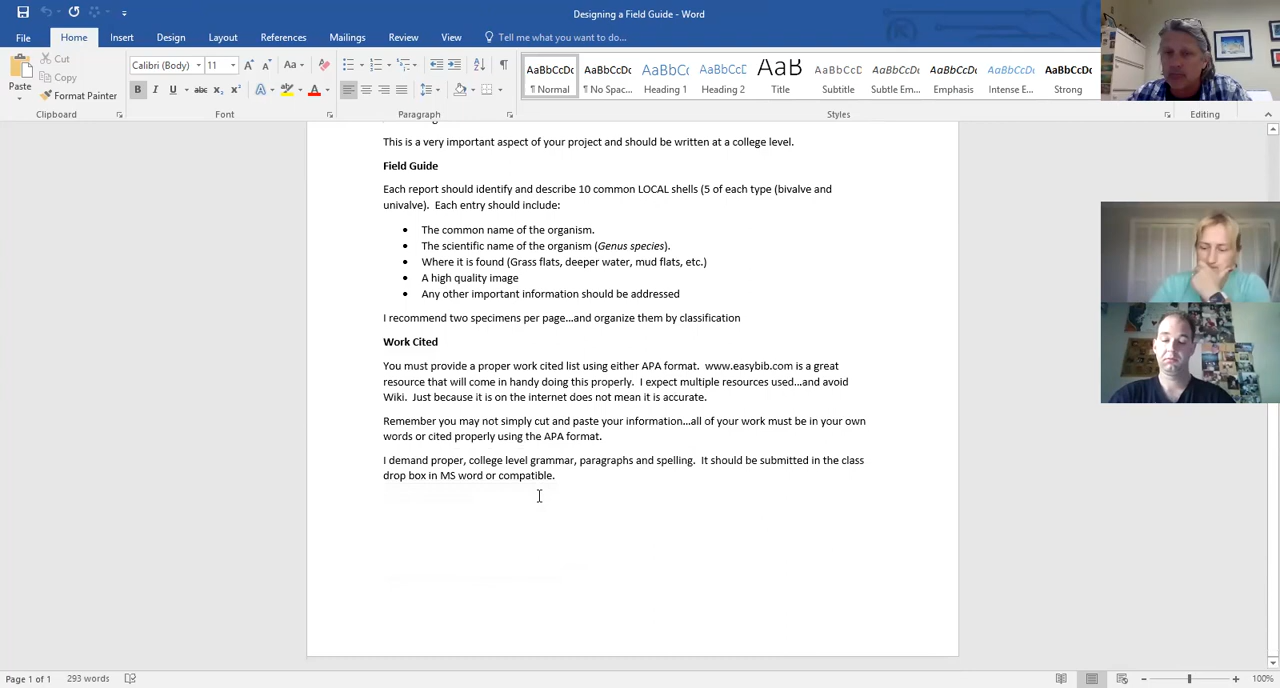 Designing a Field Guide - Word
File Home Insert Design Layout References Mailings Review View Tell me what you want to do...
Cut
Copy
Paste
Format Painter
Calibri (Body) 11
Aa
B I U abc X₂ X²
AaBbCcDc AaBbCcDc AaBbCc AaBbCcE AaB AaBbCcD AaBbCcDc AaBbCcDc AaBbCcDc AaBbCcDc
¶ Normal ¶ No Spac... Heading 1 Heading 2 Title Subtitle Subtle Em... Emphasis Intense E... Strong
Clipboard Font Paragraph Styles Editing
This is a very important aspect of your project and should be written at a college level.
Field Guide
Each report should identify and describe 10 common LOCAL shells (5 of each type (bivalve and
univalve). Each entry should include:
• The common name of the organism.
• The scientific name of the organism (Genus species).
• Where it is found (Grass flats, deeper water, mud flats, etc.)
• A high quality image
• Any other important information should be addressed
I recommend two specimens per page…and organize them by classification
Work Cited
You must provide a proper work cited list using either APA format. www.easybib.com is a great
resource that will come in handy doing this properly. I expect multiple resources used…and avoid
Wiki. Just because it is on the internet does not mean it is accurate.
Remember you may not simply cut and paste your information…all of your work must be in your own
words or cited properly using the APA format.
I demand proper, college level grammar, paragraphs and spelling. It should be submitted in the class
drop box in MS word or compatible.
Page 1 of 1 293 words 100%